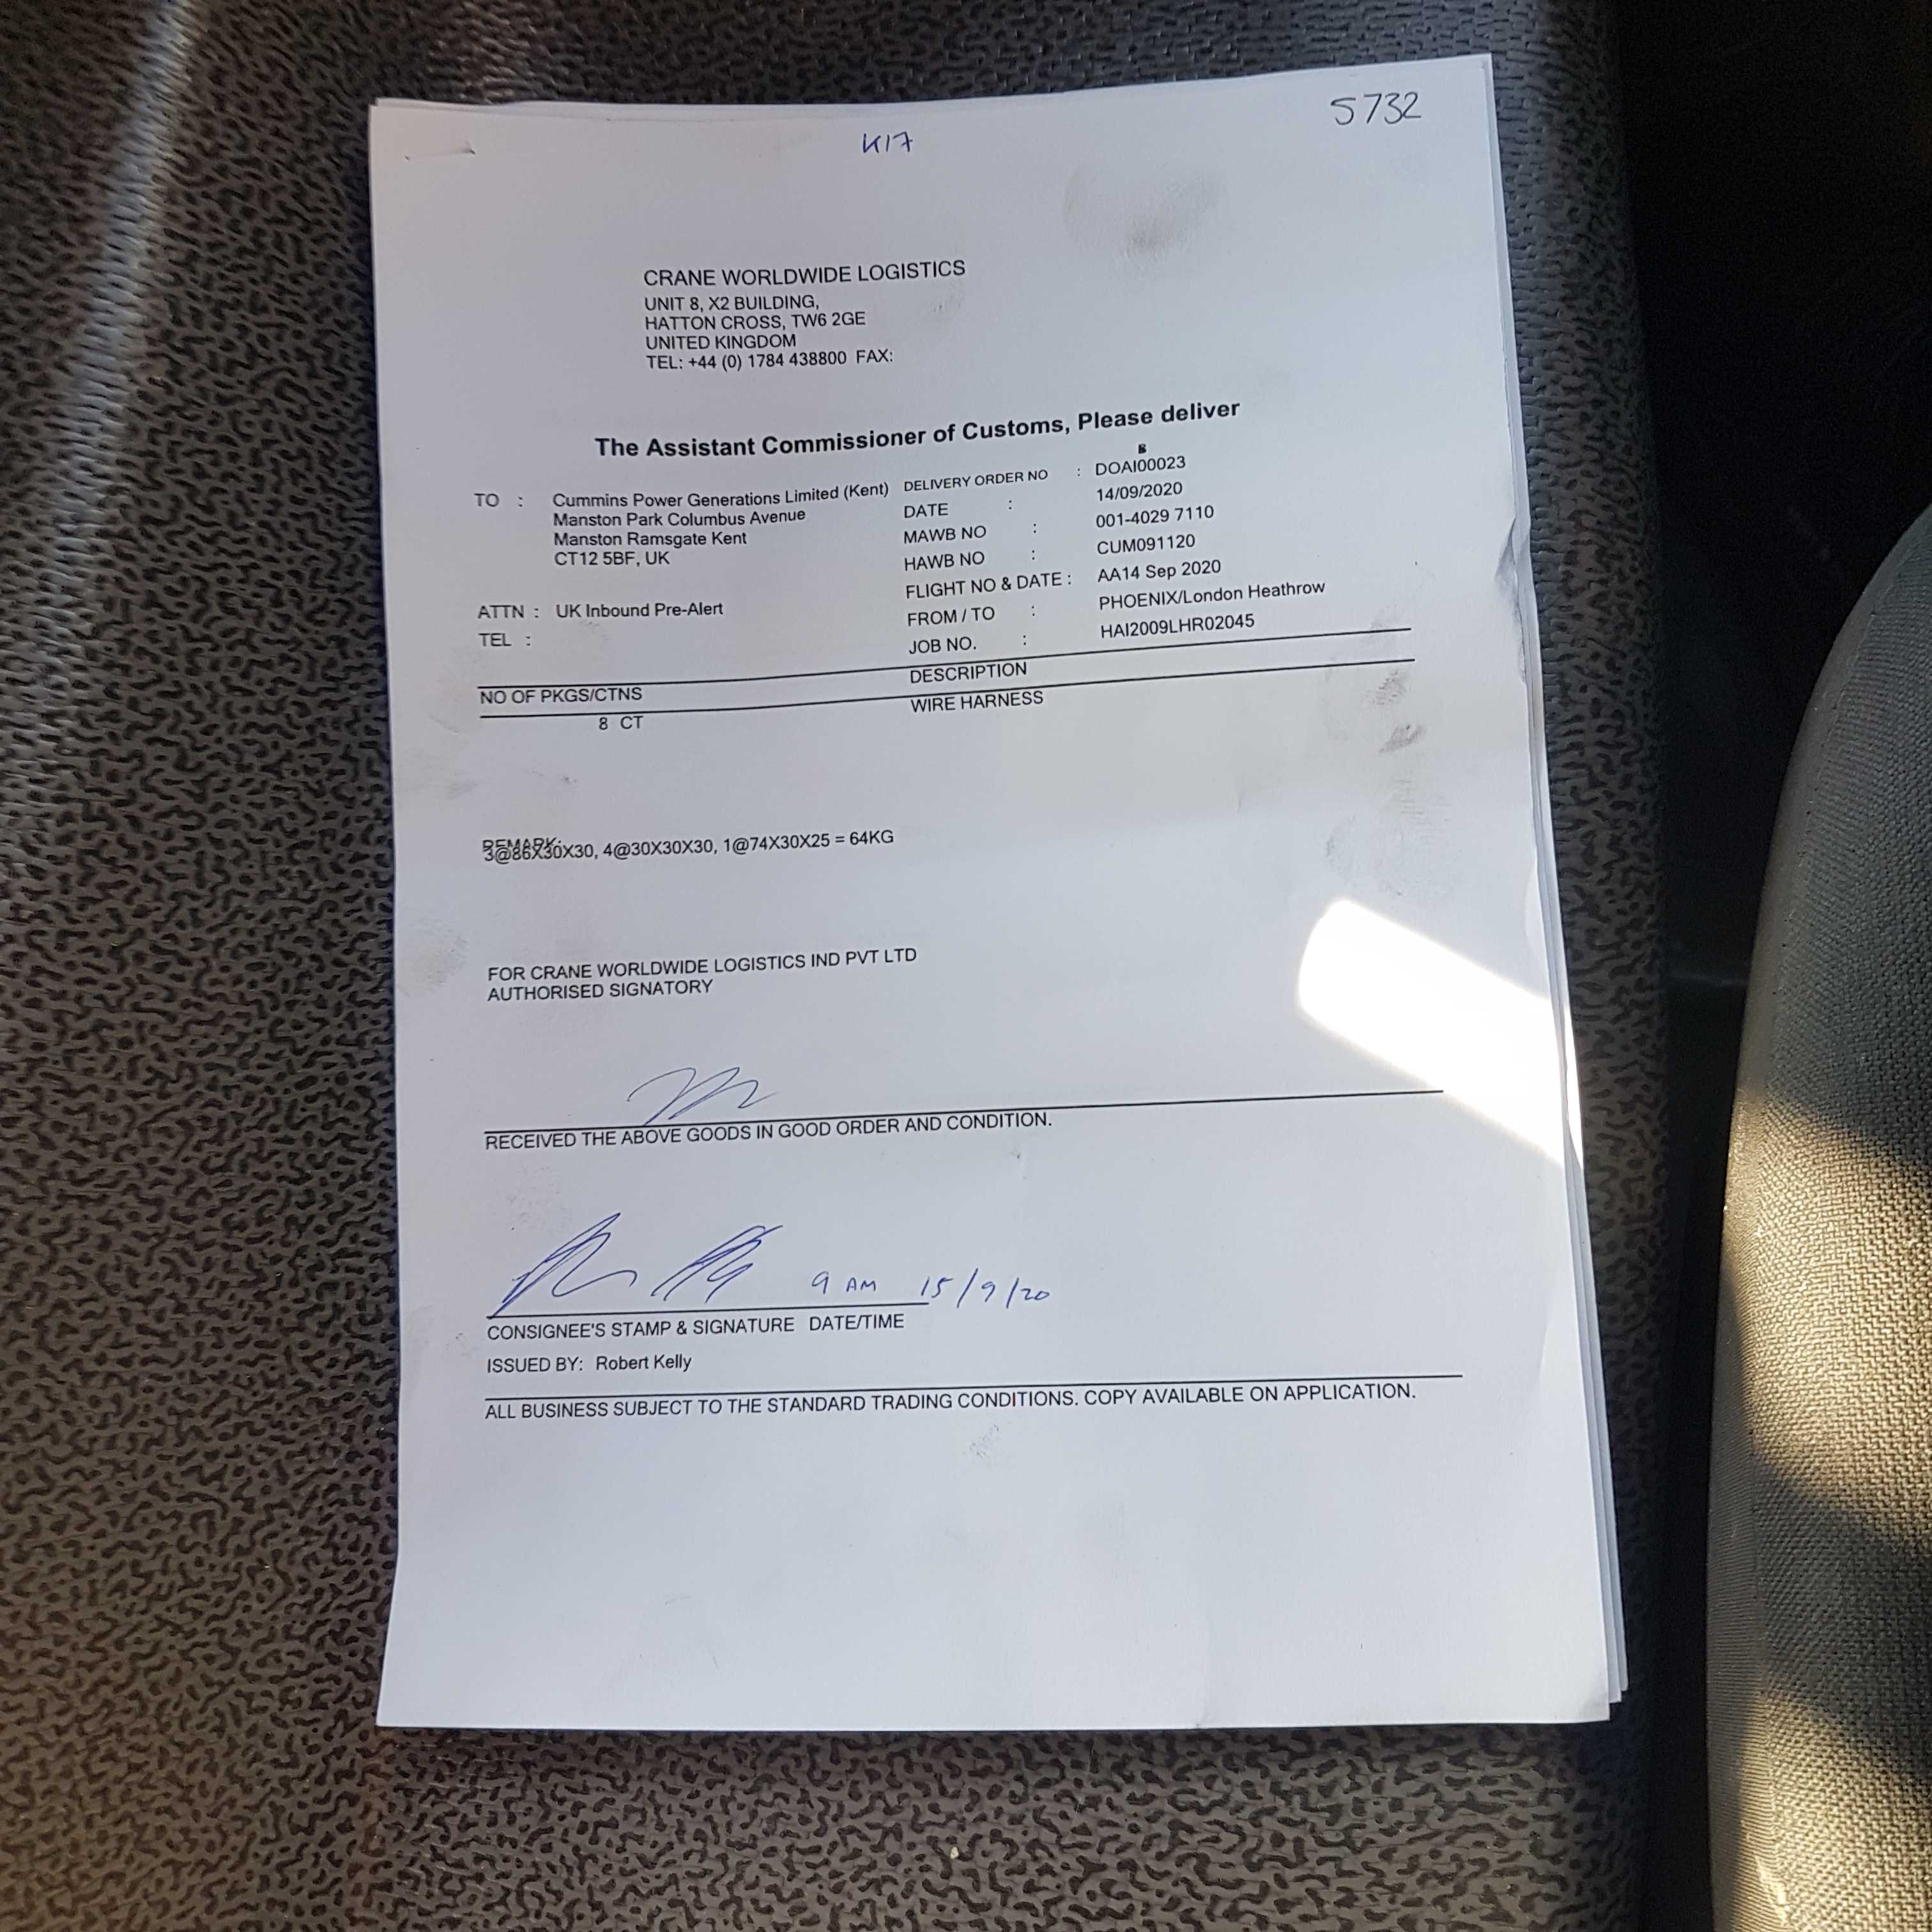 5732
K17
CRANE WORLDWIDE LOGISTICS
UNIT 8, X2 BUILDING,
HATTON CROSS, TW6 2GE
UNITED KINGDOM
TEL: +44 (0) 1784 438800 FAX:
The Assistant Commissioner of Customs, Please deliver
TO : Cummins Power Generations Limited (Kent)
Manston Park Columbus Avenue
Manston Ramsgate Kent
CT12 5BF, UK
ATTN : UK Inbound Pre-Alert
TEL :
DELIVERY ORDER NO : DOAI00023
DATE : 14/09/2020
MAWB NO : 001-4029 7110
HAWB NO : CUM091120
FLIGHT NO & DATE : AA14 Sep 2020
FROM / TO : PHOENIX/London Heathrow
JOB NO. : HAI2009LHR02045
NO OF PKGS/CTNS DESCRIPTION
8 CT WIRE HARNESS
REMARK:
3@86X30X30, 4@30X30X30, 1@74X30X25 = 64KG
FOR CRANE WORLDWIDE LOGISTICS IND PVT LTD
AUTHORISED SIGNATORY
RECEIVED THE ABOVE GOODS IN GOOD ORDER AND CONDITION.
9 AM 15/9/20
CONSIGNEE'S STAMP & SIGNATURE DATE/TIME
ISSUED BY: Robert Kelly
ALL BUSINESS SUBJECT TO THE STANDARD TRADING CONDITIONS. COPY AVAILABLE ON APPLICATION.